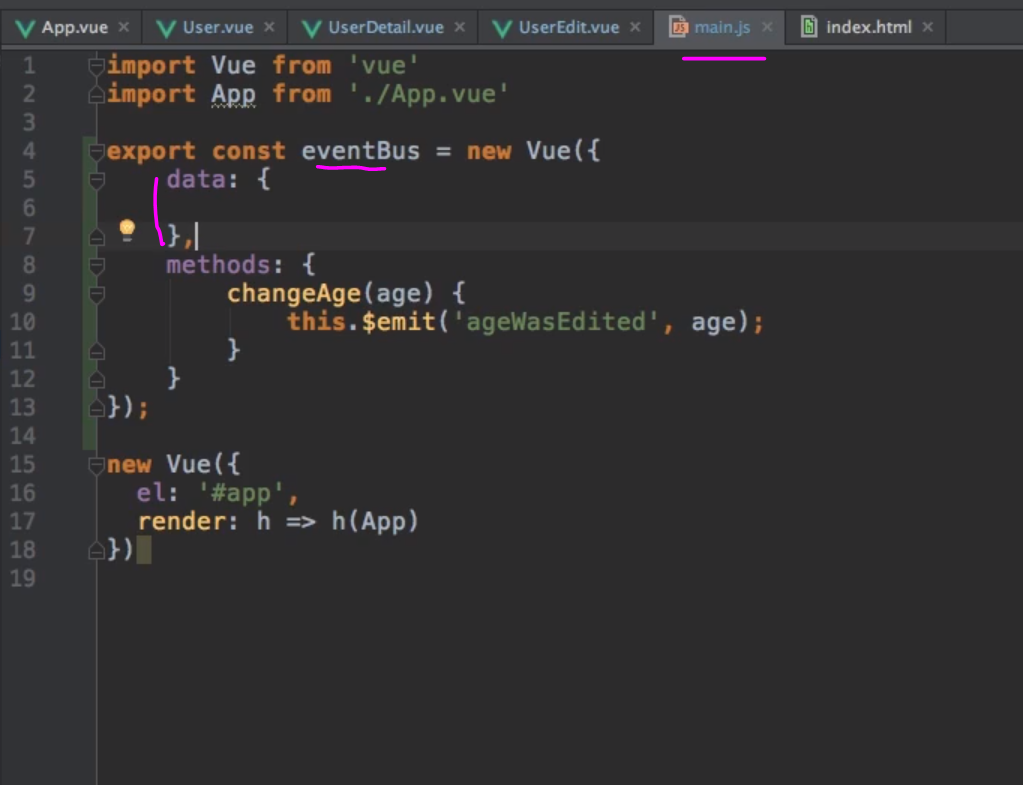 App.vue User.vue UserDetail.vue UserEdit.vue main.js index.html
1 import Vue from 'vue'
2 import App from './App.vue'
3
4 export const eventBus = new Vue({
5     data: {
6
7     },
8     methods: {
9         changeAge(age) {
10             this.$emit('ageWasEdited', age);
11         }
12     }
13 });
14
15 new Vue({
16   el: '#app',
17   render: h => h(App)
18 })
19